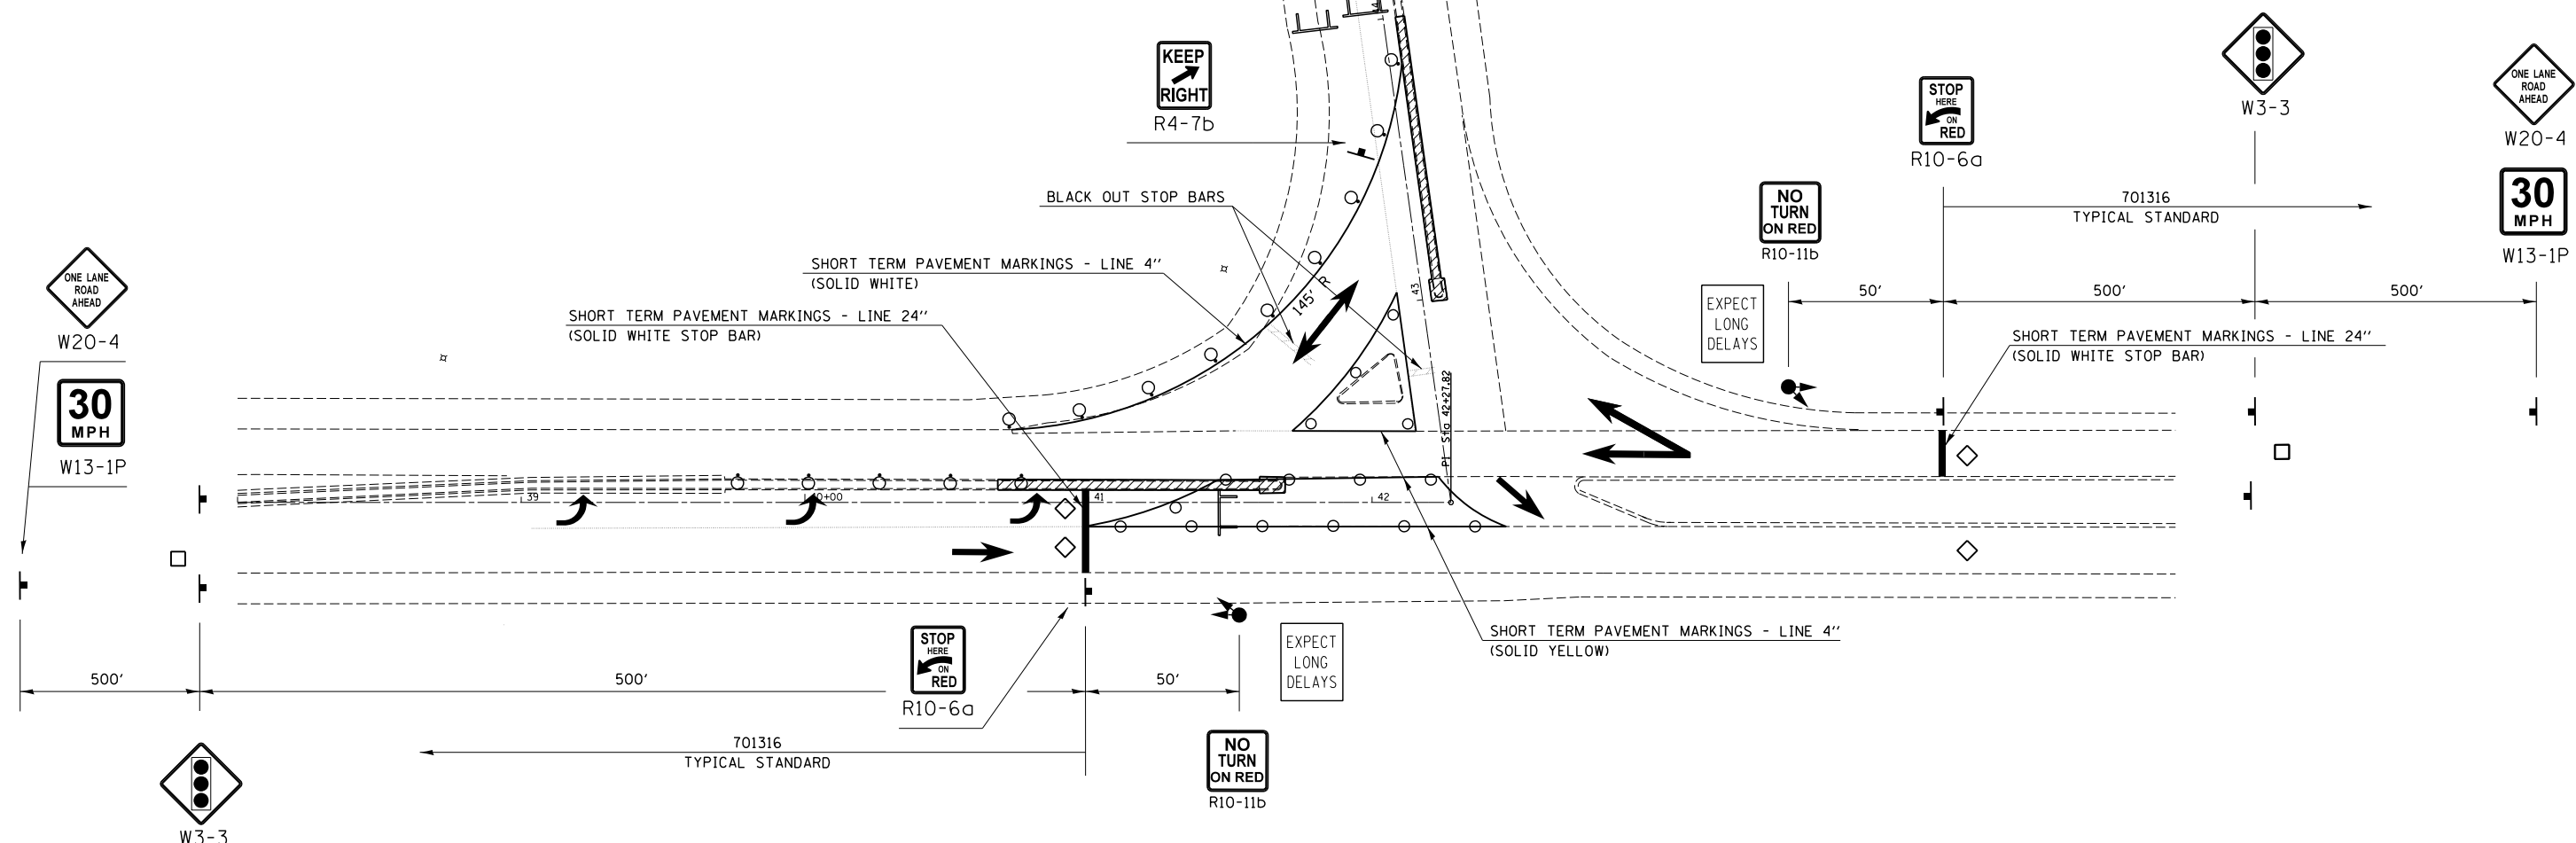 KEEP
RIGHT
R4-7b
STOP
HERE
ON
RED
R10-6a
W3-3
ONE LANE
ROAD
AHEAD
W20-4
30
MPH
W13-1P
NO
TURN
ON RED
R10-11b
701316
TYPICAL STANDARD
BLACK OUT STOP BARS
SHORT TERM PAVEMENT MARKINGS - LINE 4''
(SOLID WHITE)
SHORT TERM PAVEMENT MARKINGS - LINE 24''
(SOLID WHITE STOP BAR)
145' R
43
EXPECT
LONG
DELAYS
50'
500'
500'
SHORT TERM PAVEMENT MARKINGS - LINE 24''
(SOLID WHITE STOP BAR)
ONE LANE
ROAD
AHEAD
W20-4
30
MPH
W13-1P
PI Sta 42+27.82
39
41
42
SHORT TERM PAVEMENT MARKINGS - LINE 4''
(SOLID YELLOW)
STOP
HERE
ON
RED
R10-6a
EXPECT
LONG
DELAYS
500'
500'
50'
701316
TYPICAL STANDARD
NO
TURN
ON RED
R10-11b
W3-3